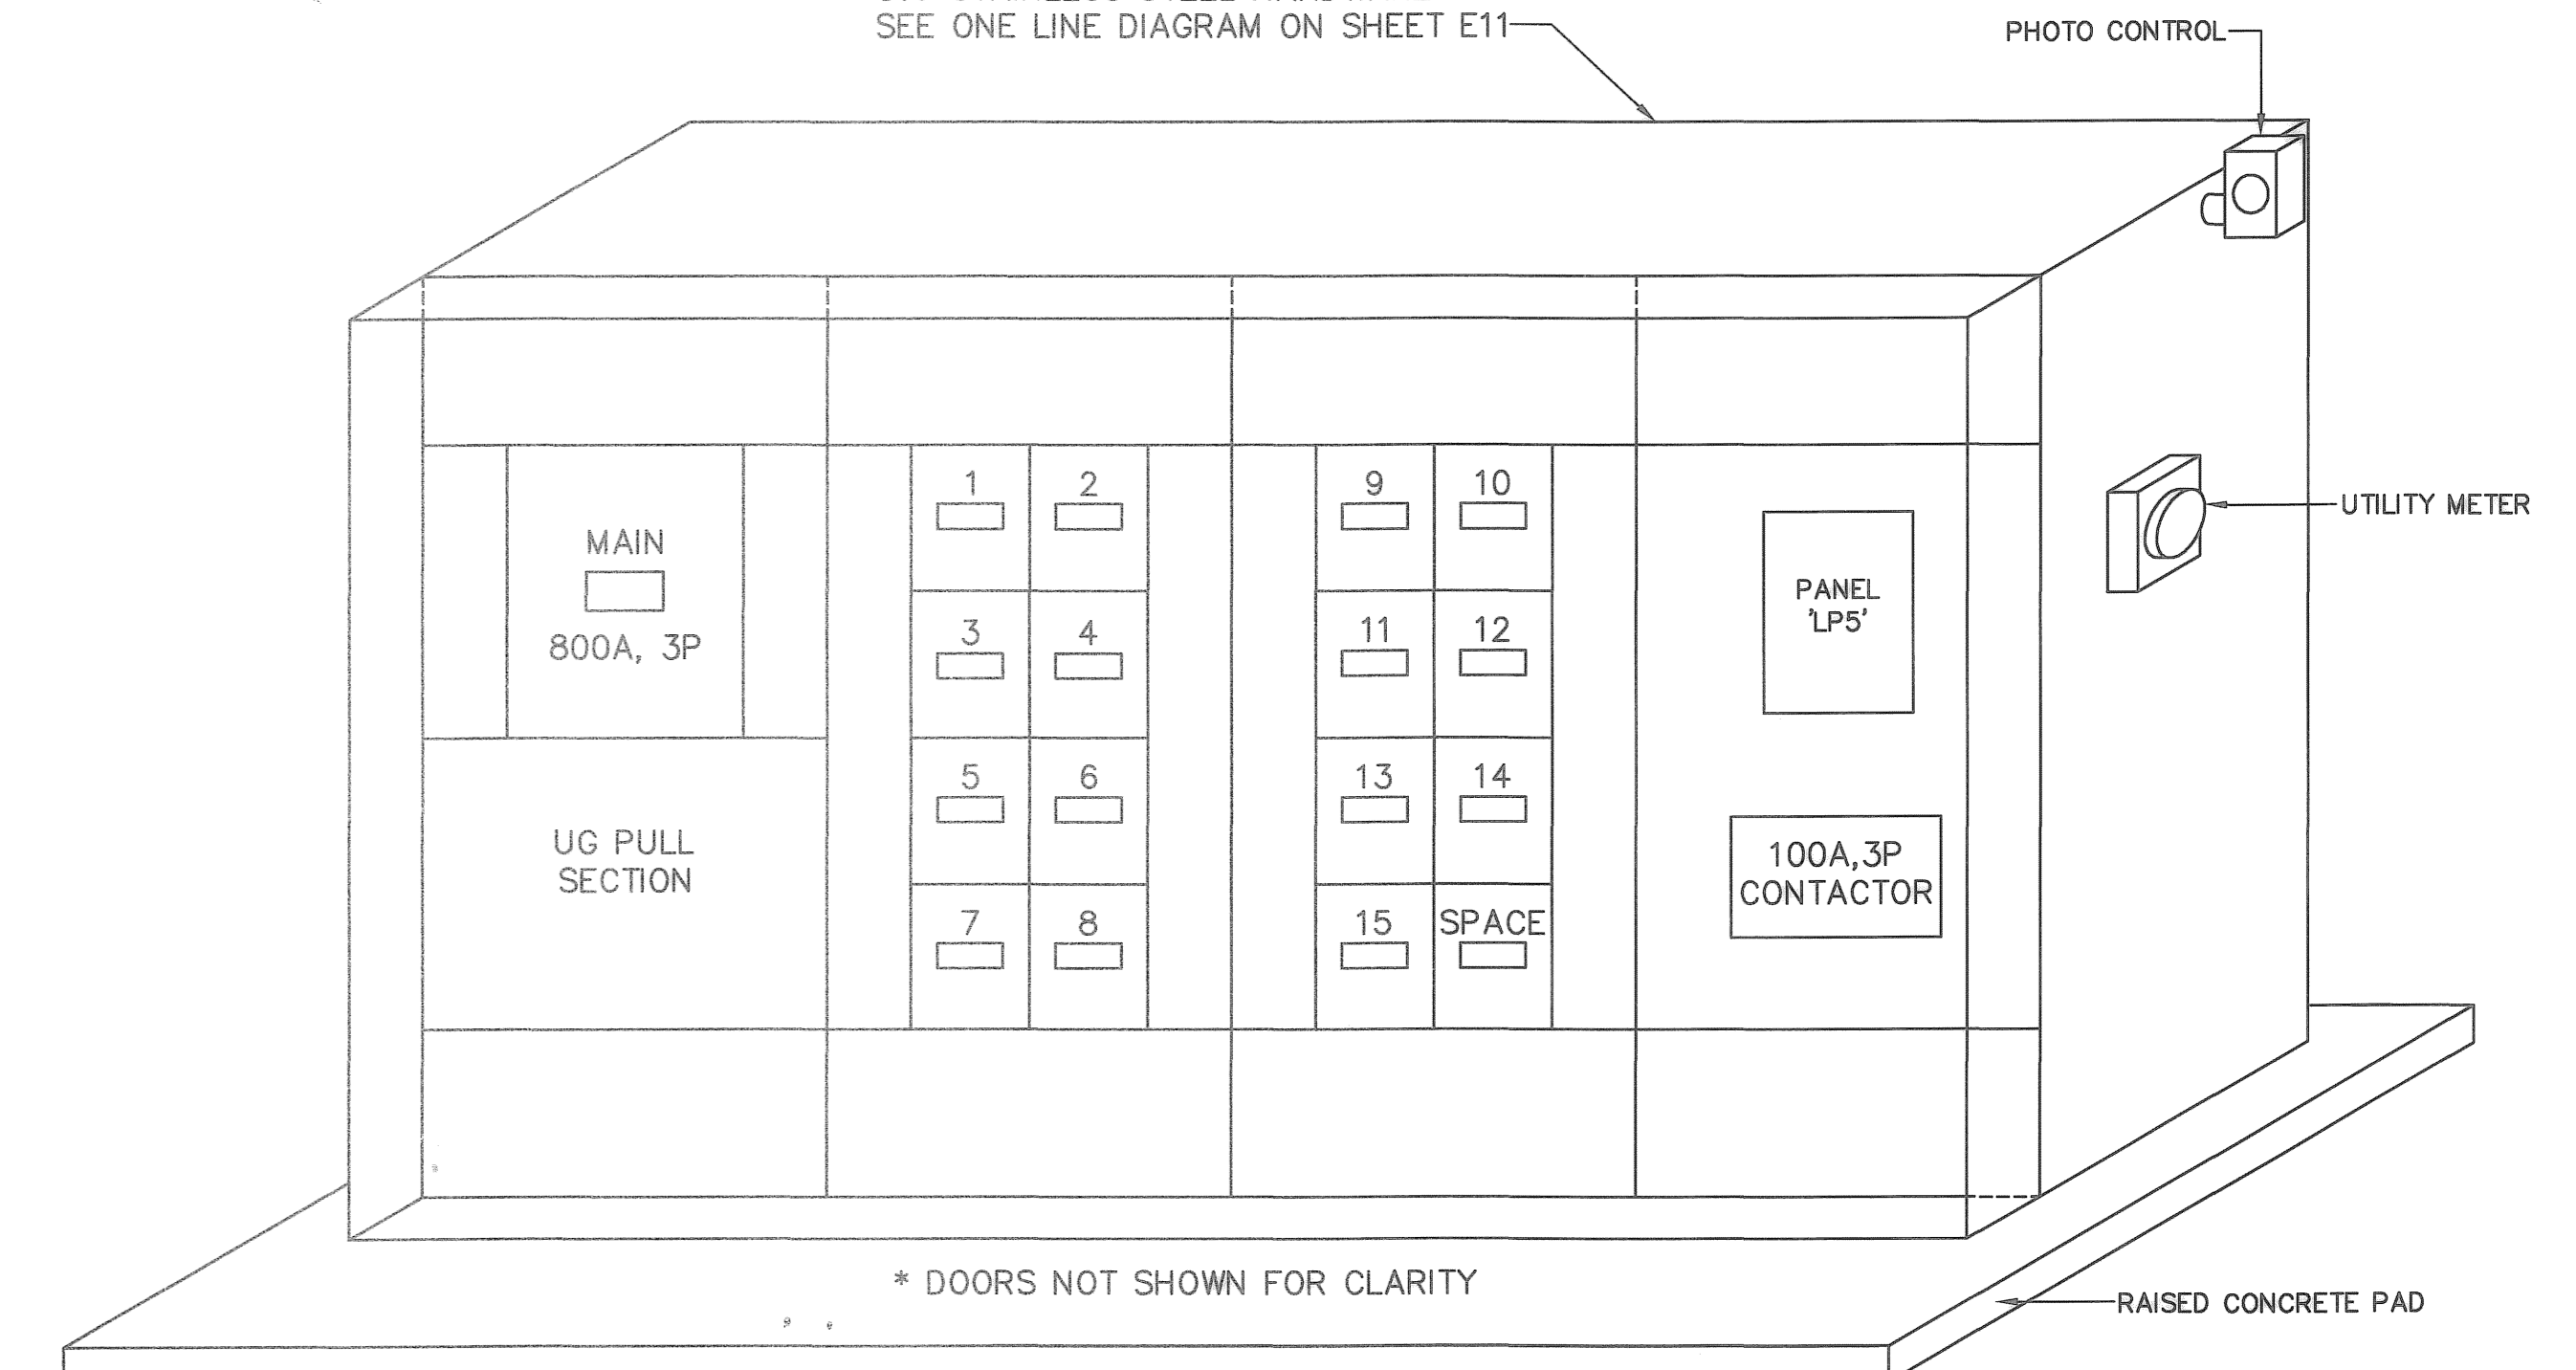 SEE ONE LINE DIAGRAM ON SHEET E11
PHOTO CONTROL
MAIN
800A, 3P
UG PULL
SECTION
1
2
3
4
5
6
7
8
9
10
11
12
13
14
15
SPACE
PANEL
'LP5'
100A,3P
CONTACTOR
UTILITY METER
* DOORS NOT SHOWN FOR CLARITY
RAISED CONCRETE PAD